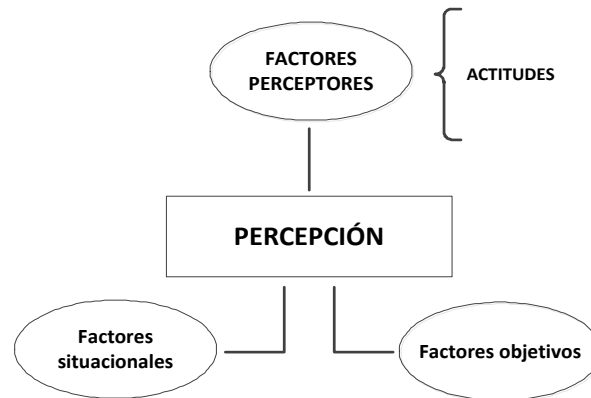 FACTORES
PERCEPTORES
ACTITUDES
PERCEPCIÓN
Factores
situacionales
Factores objetivos